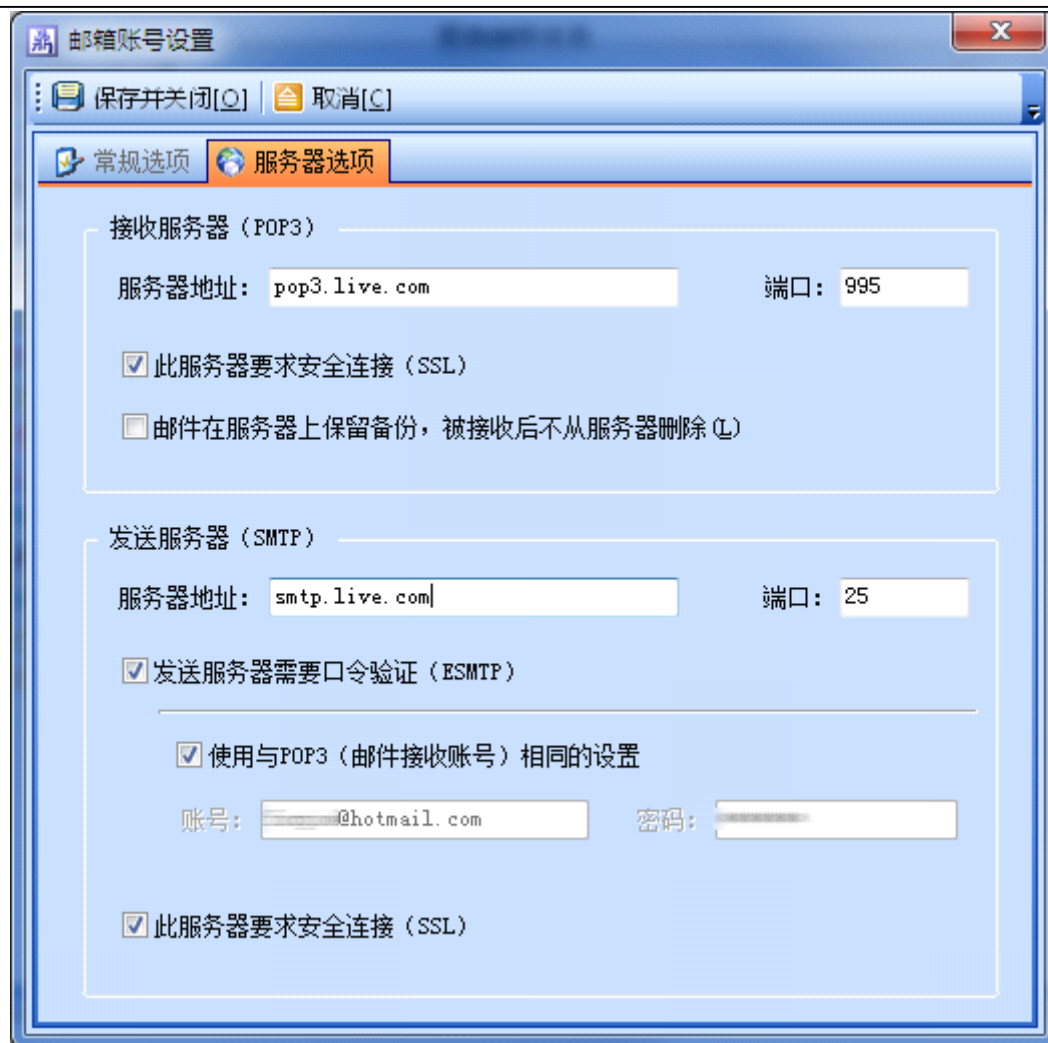 邮箱账号设置
保存并关闭[O] 取消[C]
常规选项 服务器选项
接收服务器（POP3）
服务器地址： pop3.live.com 端口： 995
此服务器要求安全连接（SSL）
邮件在服务器上保留备份，被接收后不从服务器删除(L)
发送服务器（SMTP）
服务器地址： smtp.live.com 端口： 25
发送服务器需要口令验证（ESMTP）
使用与POP3（邮件接收账号）相同的设置
账号： @hotmail.com 密码：
此服务器要求安全连接（SSL）